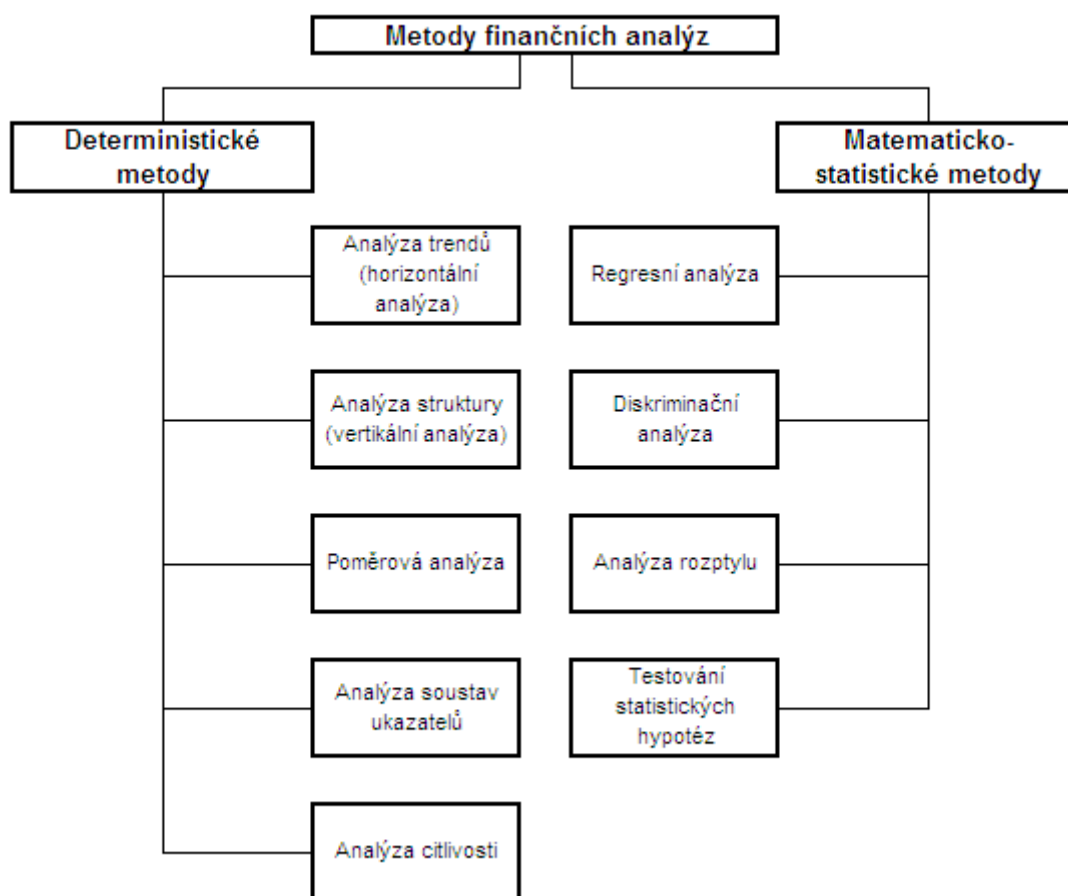 Metody finančních analýz
Deterministické
metody
Matematicko-
statistické metody
Analýza trendů
(horizontální
analýza)
Regresní analýza
Analýza struktury
(vertikální analýza)
Diskriminační
analýza
Poměrová analýza
Analýza rozptylu
Analýza soustav
ukazatelů
Testování
statistických
hypotéz
Analýza citlivosti